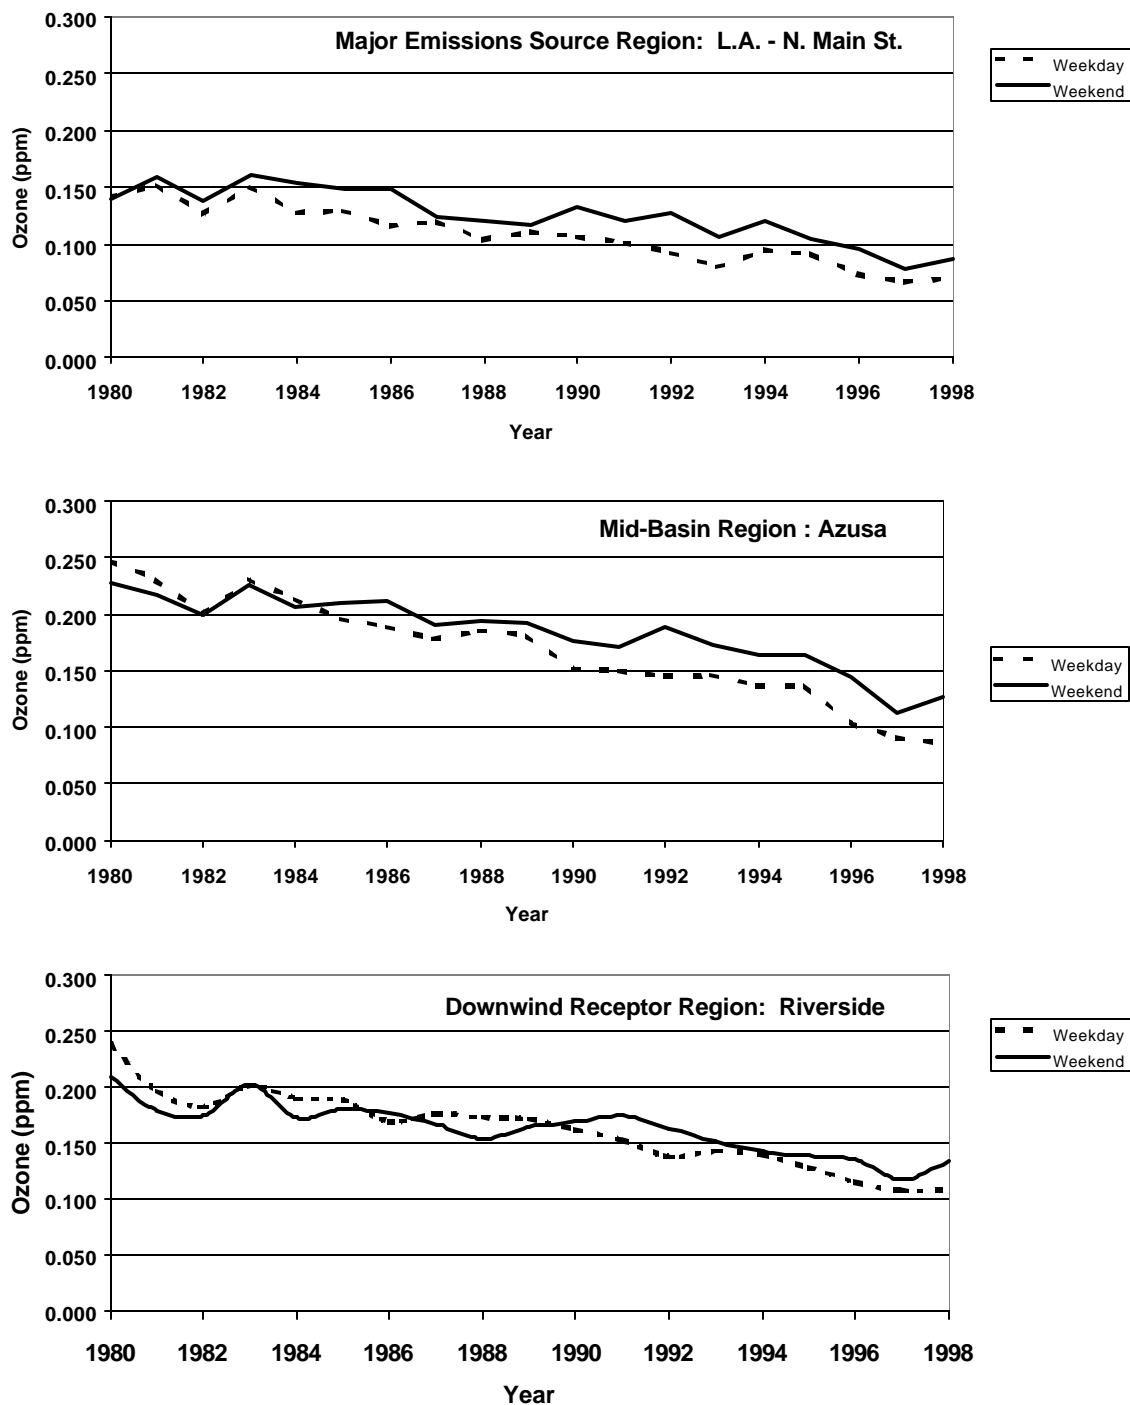 Major Emissions Source Region: L.A. - N. Main St.
0.300
0.250
0.200
0.150
0.100
0.050
0.000
Ozone (ppm)
1980 1982 1984 1986 1988 1990 1992 1994 1996 1998
Year
Weekday
Weekend
Mid-Basin Region : Azusa
0.300
0.250
0.200
0.150
0.100
0.050
0.000
Ozone (ppm)
1980 1982 1984 1986 1988 1990 1992 1994 1996 1998
Year
Weekday
Weekend
Downwind Receptor Region: Riverside
0.300
0.250
0.200
0.150
0.100
0.050
0.000
Ozone (ppm)
1980 1982 1984 1986 1988 1990 1992 1994 1996 1998
Year
Weekday
Weekend